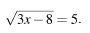 √(3x − 8) = 5.